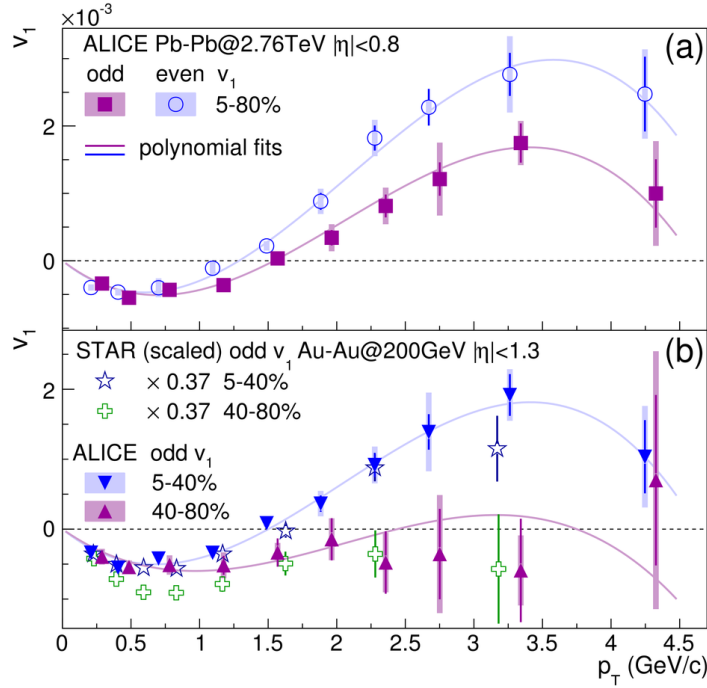 ×10⁻³
v₁
ALICE Pb-Pb@2.76TeV |η|<0.8
(a)
odd even v₁
5-80%
polynomial fits
2
0
v₁
STAR (scaled) odd v₁ Au-Au@200GeV |η|<1.3
(b)
× 0.37 5-40%
× 0.37 40-80%
2
ALICE odd v₁
5-40%
40-80%
0
0 0.5 1 1.5 2 2.5 3 3.5 4 4.5
p_T (GeV/c)